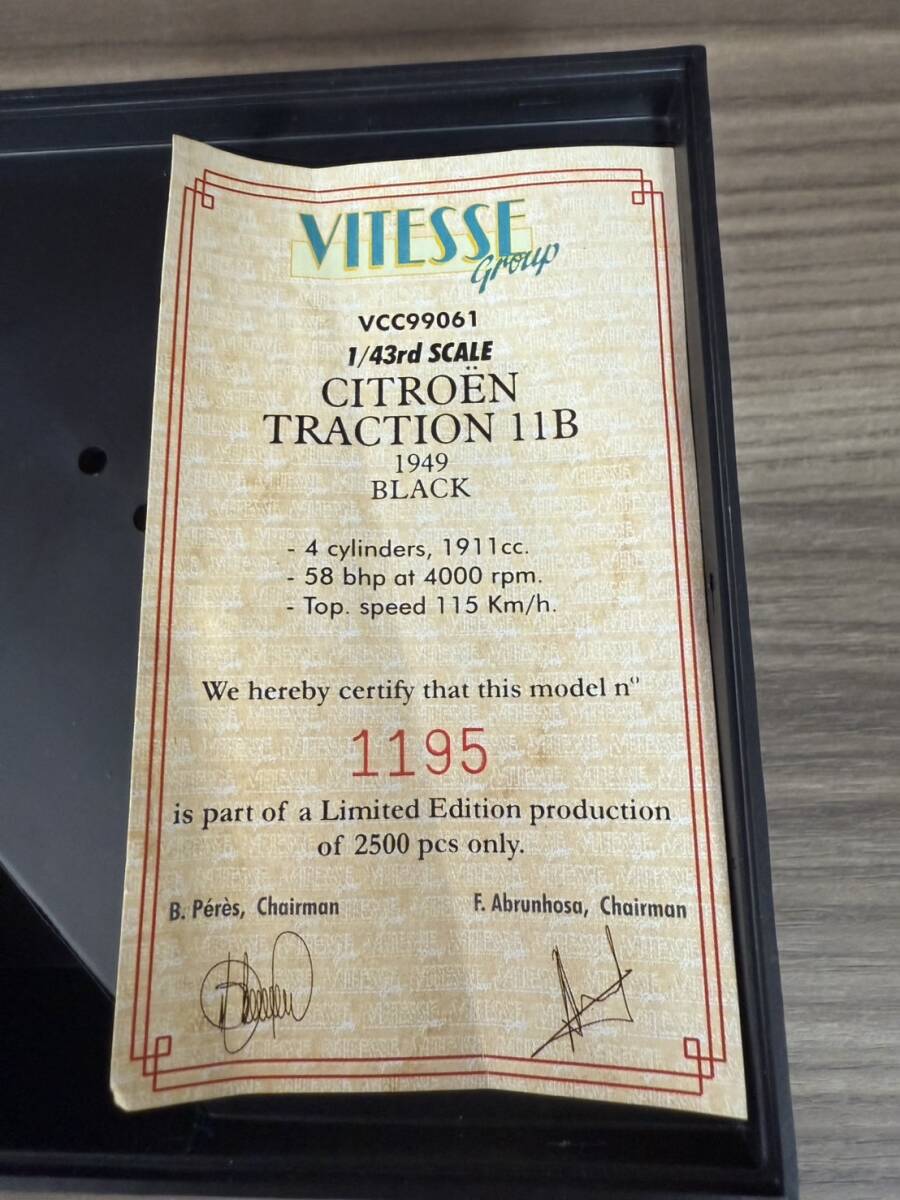 VITESSE
Group
VCC99061
1/43rd SCALE
CITROËN
TRACTION 11B
1949
BLACK
- 4 cylinders, 1911cc.
- 58 bhp at 4000 rpm.
- Top. speed 115 Km/h.
We hereby certify that this model nº
1195
is part of a Limited Edition production
of 2500 pcs only.
B. Pérès, Chairman
F. Abrunhosa, Chairman